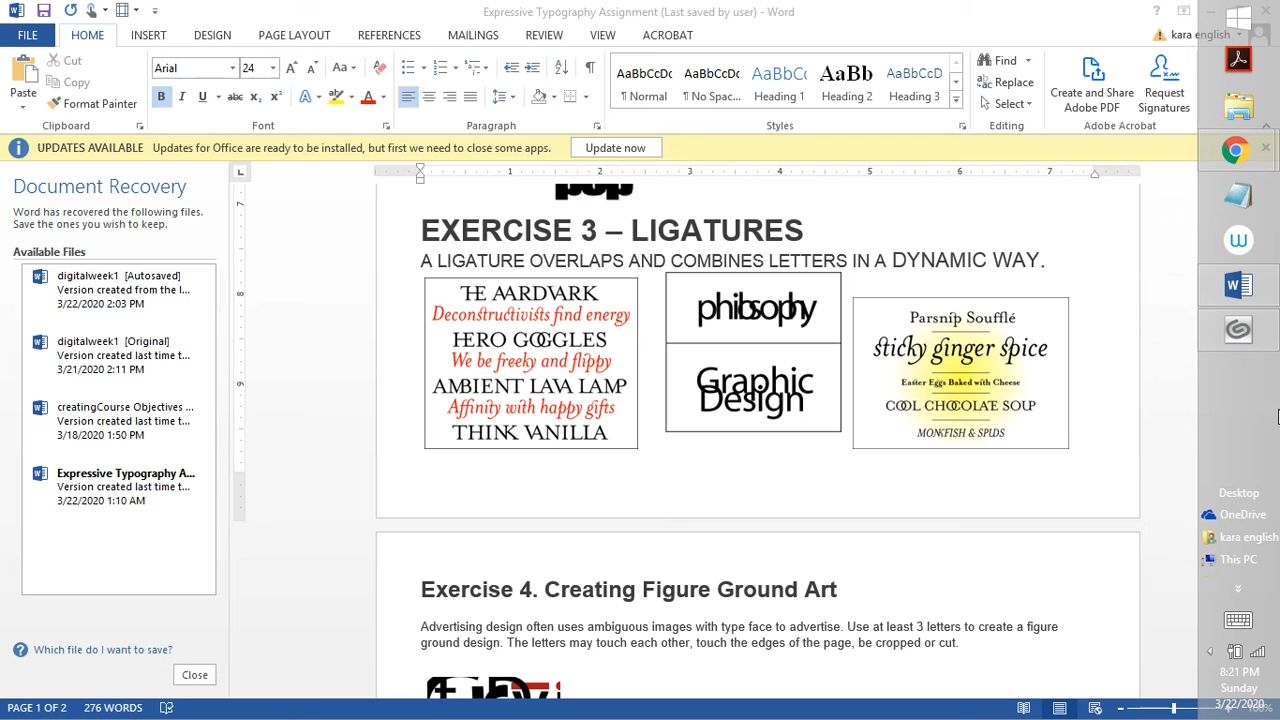 Expressive Typography Assignment (Last saved by user) - Word
FILE HOME INSERT DESIGN PAGE LAYOUT REFERENCES MAILINGS REVIEW VIEW ACROBAT
kara english
Paste
Cut
Copy
Format Painter
Clipboard
Arial 24
Font
Paragraph
AaBbCcDc AaBbCcDc AaBbCc AaBb AaBbCcDc
¶ Normal ¶ No Spac... Heading 1 Heading 2 Heading 3
Styles
Find
Replace
Select
Editing
Create and Share
Adobe PDF
Request
Signatures
Adobe Acrobat
UPDATES AVAILABLE Updates for Office are ready to be installed, but first we need to close some apps. Update now
Document Recovery
Word has recovered the following files.
Save the ones you wish to keep.
Available Files
digitalweek1 [Autosaved]
Version created from the l...
3/22/2020 2:03 PM
digitalweek1 [Original]
Version created last time t...
3/21/2020 2:11 PM
creatingCourse Objectives ...
Version created last time t...
3/18/2020 1:50 PM
Expressive Typography A...
Version created last time t...
3/22/2020 1:10 AM
Which file do I want to save?
Close
1 2 3 4 5 6 7
pop
EXERCISE 3 – LIGATURES
A LIGATURE OVERLAPS AND COMBINES LETTERS IN A DYNAMIC WAY.
THE AARDVARK
Deconstructivists find energy
HERO GOGGLES
We be freeky and flippy
AMBIENT LAVA LAMP
Affinity with happy gifts
THINK VANILLA
philosophy
Graphic
Design
Parsnip Soufflé
sticky ginger spice
Easter Eggs Baked with Cheese
COOL CHOCOLATE SOUP
MONKFISH & SPUDS
Exercise 4. Creating Figure Ground Art
Advertising design often uses ambiguous images with type face to advertise. Use at least 3 letters to create a figure
ground design. The letters may touch each other, touch the edges of the page, be cropped or cut.
Desktop
OneDrive
kara english
This PC
8:21 PM
Sunday
3/22/2020
PAGE 1 OF 2 276 WORDS
100%